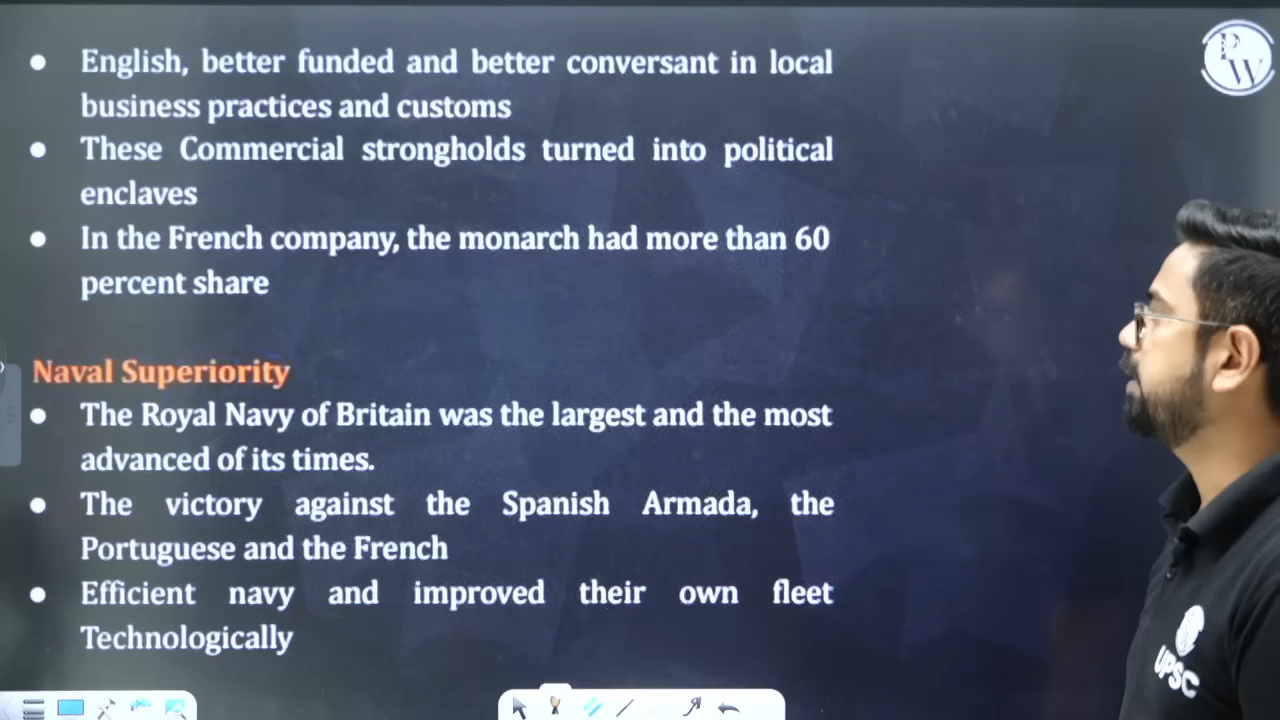 ● English, better funded and better conversant in local
business practices and customs
● These Commercial strongholds turned into political
enclaves
● In the French company, the monarch had more than 60
percent share
Naval Superiority
● The Royal Navy of Britain was the largest and the most
advanced of its times.
● The victory against the Spanish Armada, the
Portuguese and the French
● Efficient navy and improved their own fleet
Technologically
PW
UPSC